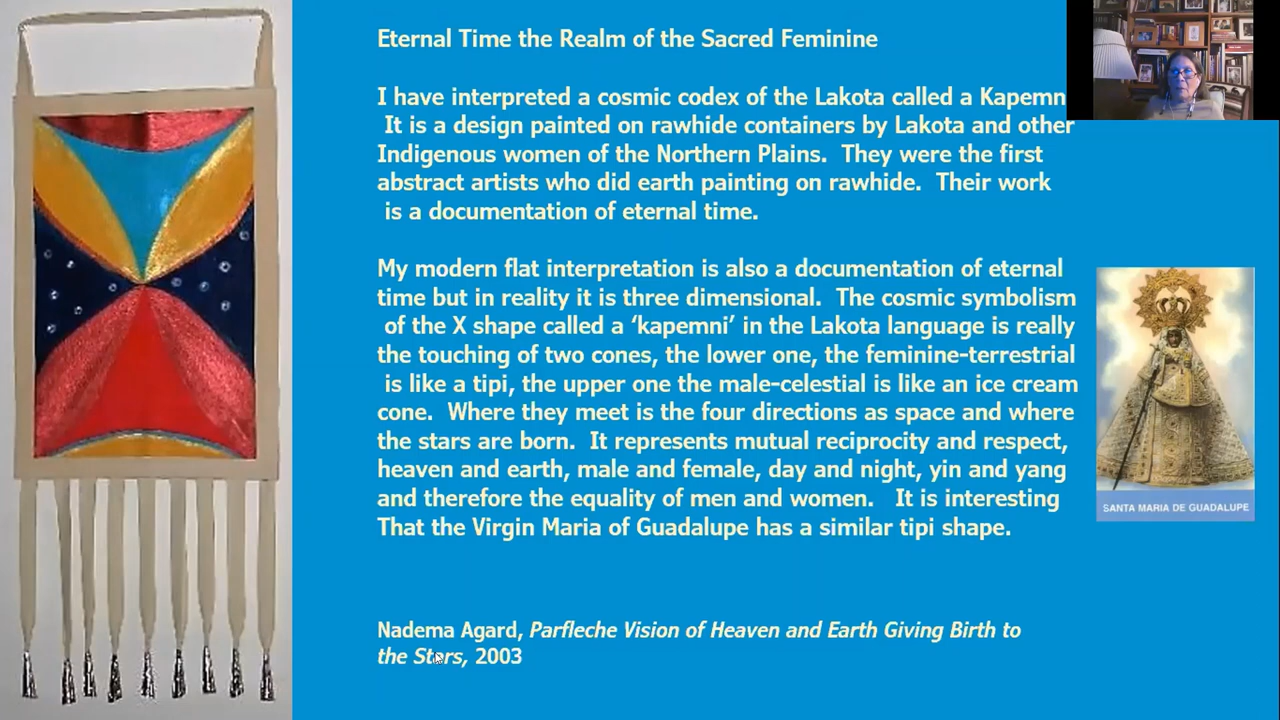 Eternal Time the Realm of the Sacred Feminine
I have interpreted a cosmic codex of the Lakota called a Kapemn
It is a design painted on rawhide containers by Lakota and other
Indigenous women of the Northern Plains. They were the first
abstract artists who did earth painting on rawhide. Their work
is a documentation of eternal time.
My modern flat interpretation is also a documentation of eternal
time but in reality it is three dimensional. The cosmic symbolism
of the X shape called a ‘kapemni’ in the Lakota language is really
the touching of two cones, the lower one, the feminine-terrestrial
is like a tipi, the upper one the male-celestial is like an ice cream
cone. Where they meet is the four directions as space and where
the stars are born. It represents mutual reciprocity and respect,
heaven and earth, male and female, day and night, yin and yang
and therefore the equality of men and women. It is interesting
That the Virgin Maria of Guadalupe has a similar tipi shape.
SANTA MARIA DE GUADALUPE
Nadema Agard, Parfleche Vision of Heaven and Earth Giving Birth to
the Stars, 2003